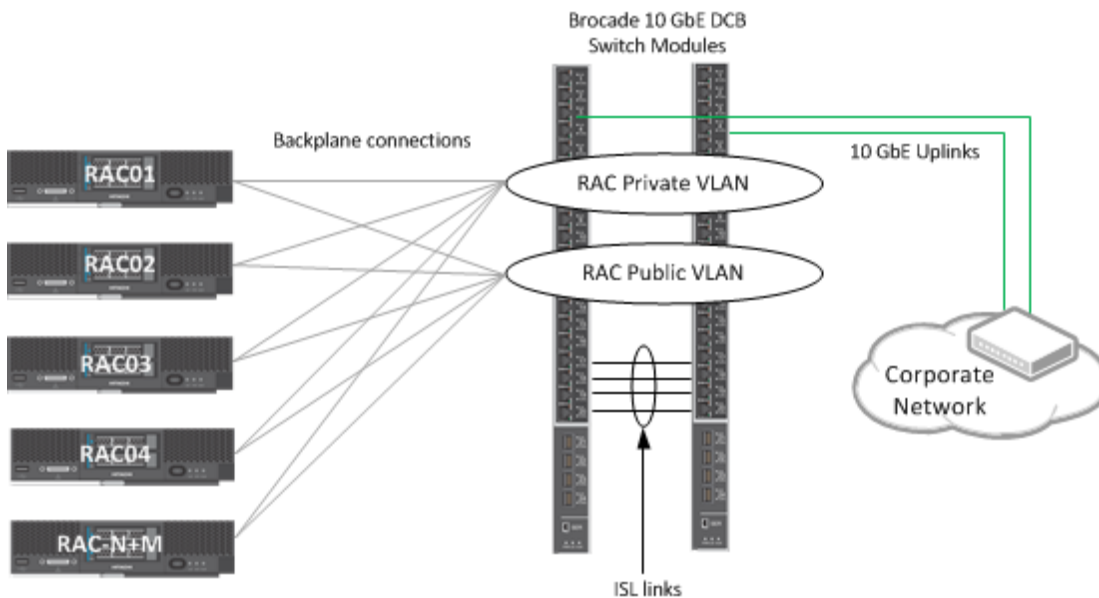 Brocade 10 GbE DCB
Switch Modules
Backplane connections
10 GbE Uplinks
RAC01
RAC Private VLAN
RAC02
RAC Public VLAN
RAC03
Corporate
Network
RAC04
RAC-N+M
ISL links